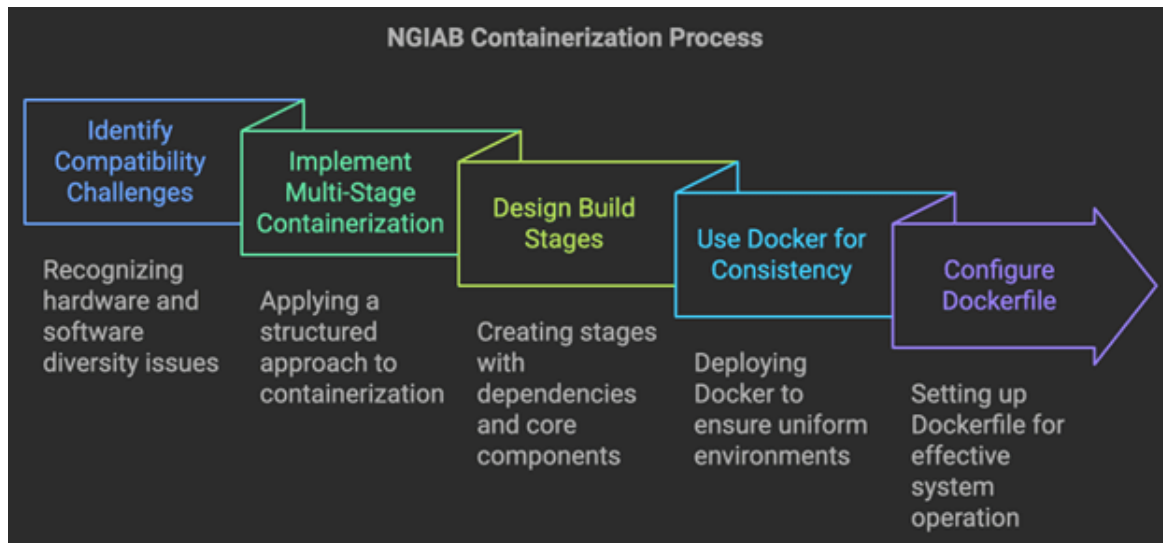 NGIAB Containerization Process
Identify
Compatibility
Challenges
Recognizing
hardware and
software
diversity issues
Implement
Multi-Stage
Containerization
Applying a
structured
approach to
containerization
Design Build
Stages
Creating stages
with
dependencies
and core
components
Use Docker for
Consistency
Deploying
Docker to
ensure uniform
environments
Configure
Dockerfile
Setting up
Dockerfile for
effective
system
operation